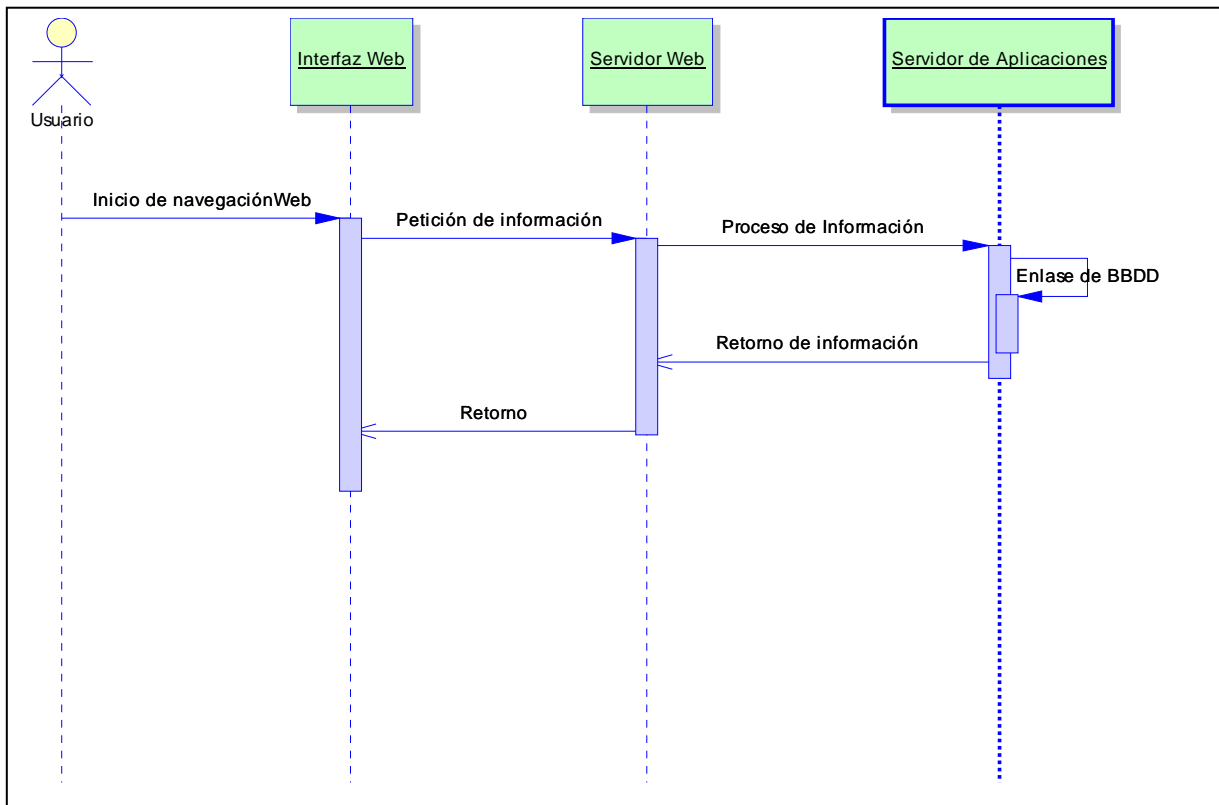 Interfaz Web
Servidor Web
Servidor de Aplicaciones
Usuario
Inicio de navegaciónWeb
Petición de información
Proceso de Información
Enlase de BBDD
Retorno de información
Retorno